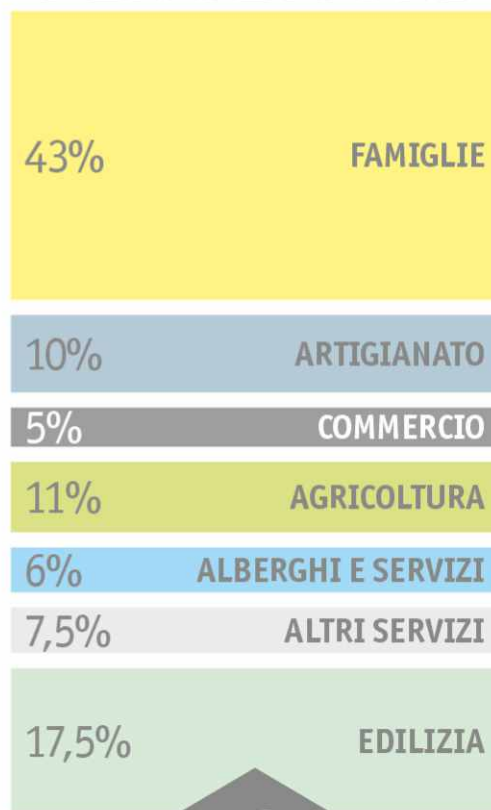 43% FAMIGLIE
10% ARTIGIANATO
5% COMMERCIO
11% AGRICOLTURA
6% ALBERGHI E SERVIZI
7,5% ALTRI SERVIZI
17,5% EDILIZIA